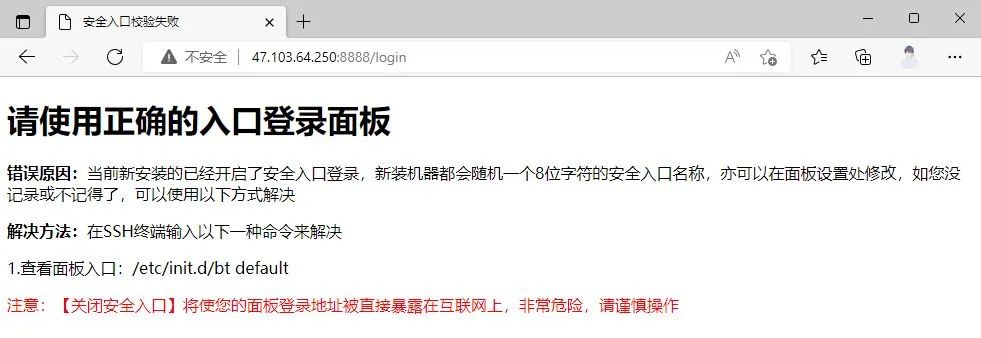 安全入口校验失败
不安全 47.103.64.250:8888/login
请使用正确的入口登录面板
错误原因：当前新安装的已经开启了安全入口登录，新装机器都会随机一个8位字符的安全入口名称，亦可以在面板设置处修改，如您没
记录或不记得了，可以使用以下方式解决
解决方法：在SSH终端输入以下一种命令来解决
1.查看面板入口：/etc/init.d/bt default
注意：【关闭安全入口】将使您的面板登录地址被直接暴露在互联网上，非常危险，请谨慎操作